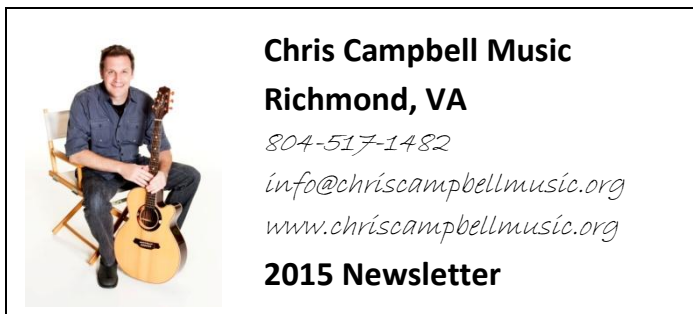 Chris Campbell Music
Richmond, VA
804-517-1482
info@chriscampbellmusic.org
www.chriscampbellmusic.org
2015 Newsletter